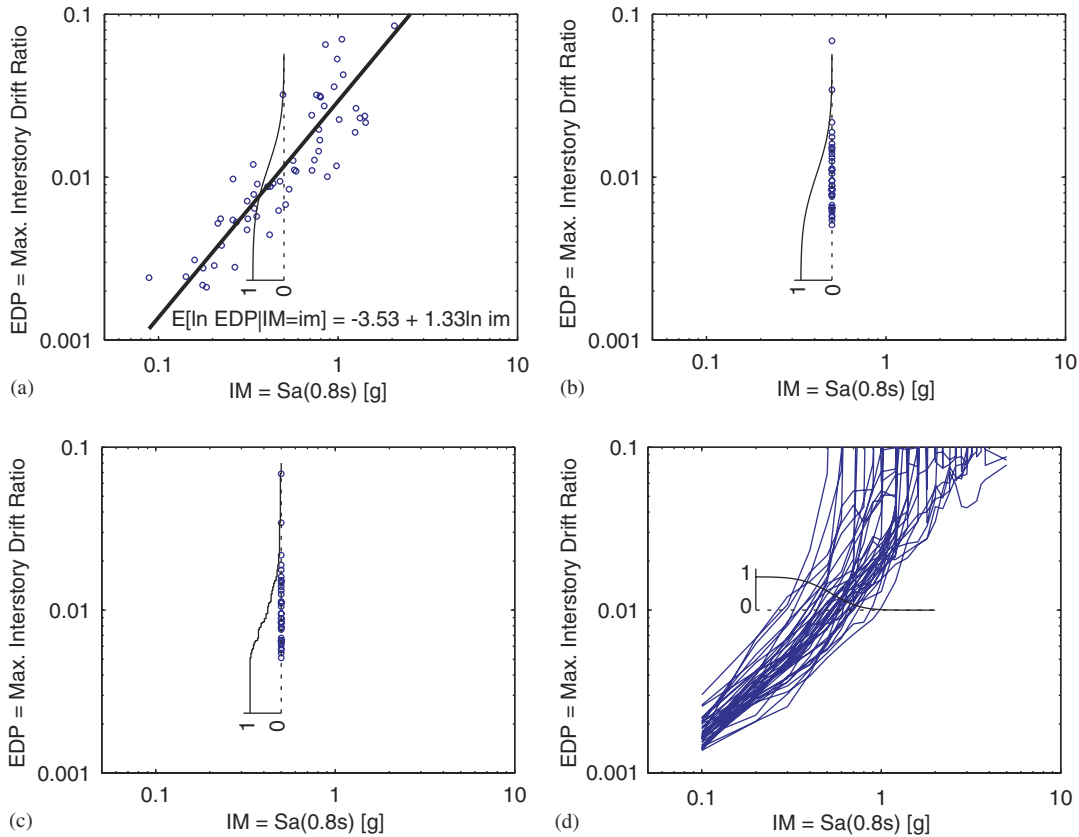 0.1
0.01
0.001
EDP = Max. Interstory Drift Ratio
1
0
E[ln EDP|IM=im] = -3.53 + 1.33ln im
0.1
1
10
IM = Sa(0.8s) [g]
(a)
0.1
0.01
0.001
EDP = Max. Interstory Drift Ratio
1
0
0.1
1
10
IM = Sa(0.8s) [g]
(b)
0.1
0.01
0.001
EDP = Max. Interstory Drift Ratio
1
0
0.1
1
10
IM = Sa(0.8s) [g]
(c)
0.1
0.01
0.001
EDP = Max. Interstory Drift Ratio
1
0
0.1
1
10
IM = Sa(0.8s) [g]
(d)